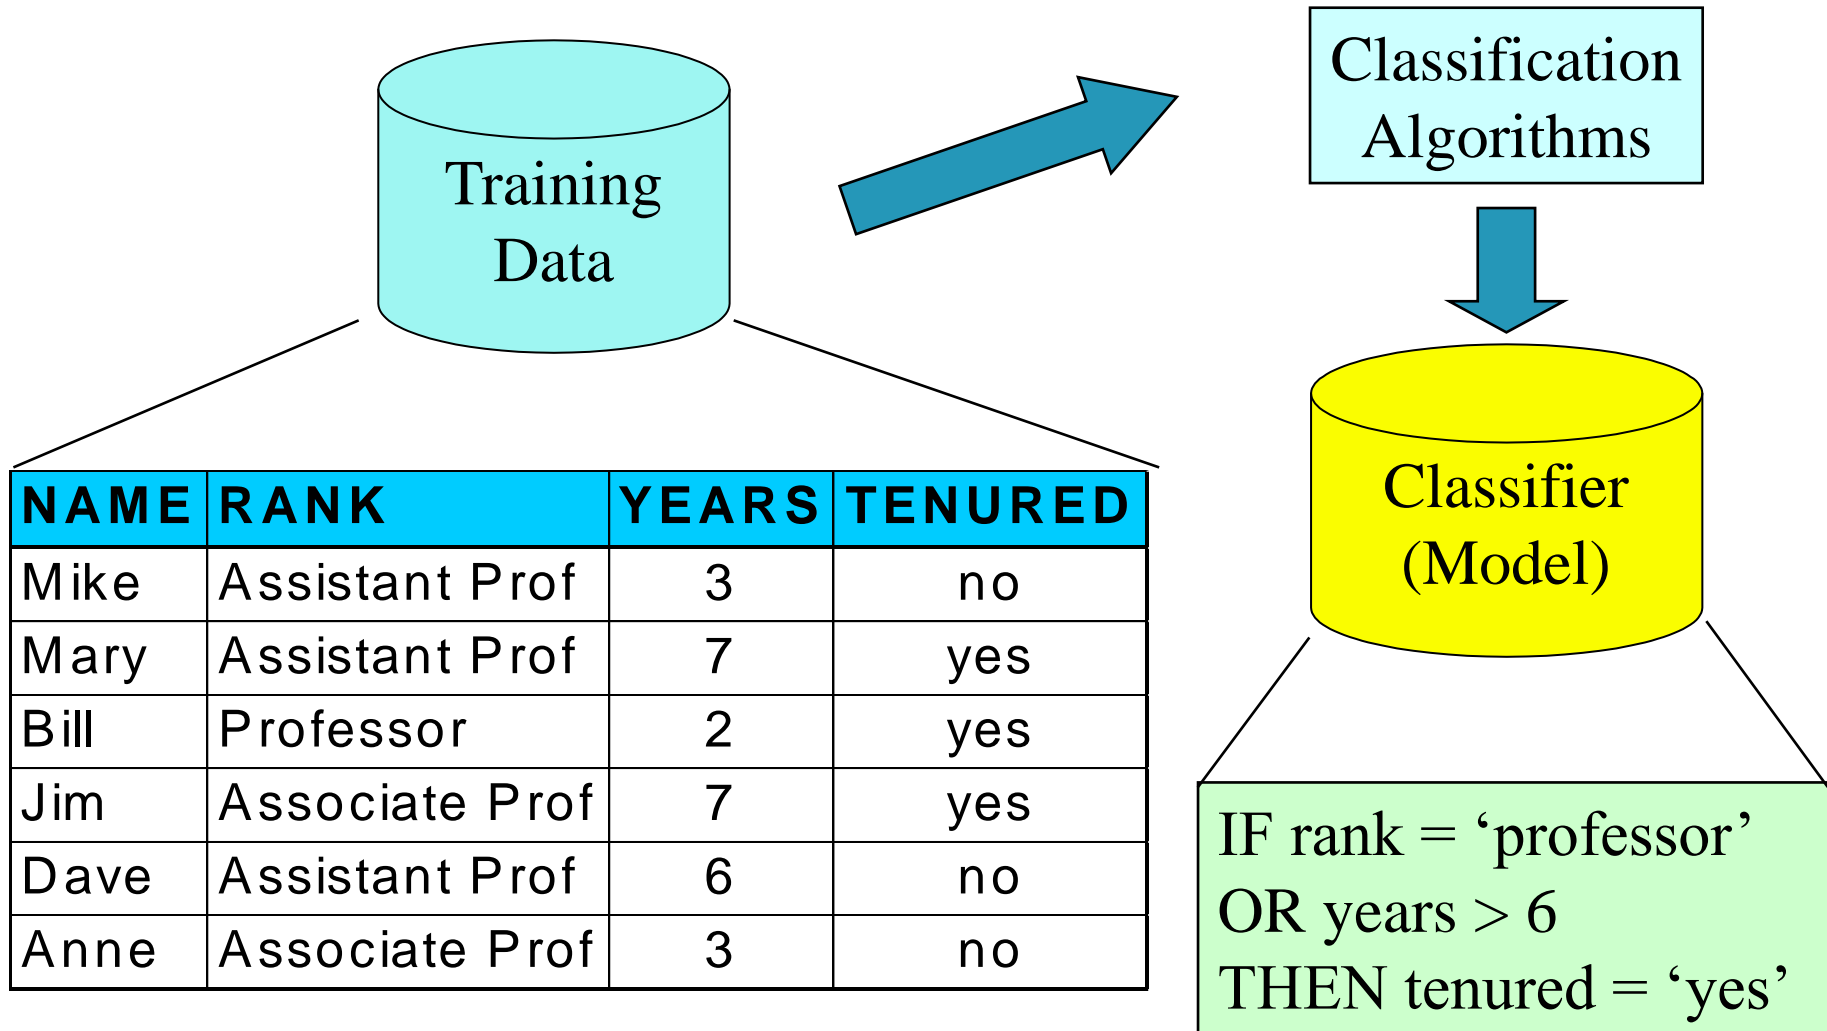 Training
Data
Classification
Algorithms
Classifier
(Model)
NAME RANK YEARS TENURED
Mike Assistant Prof 3 no
Mary Assistant Prof 7 yes
Bill Professor 2 yes
Jim Associate Prof 7 yes
Dave Assistant Prof 6 no
Anne Associate Prof 3 no
IF rank = ‘professor’
OR years > 6
THEN tenured = ‘yes’